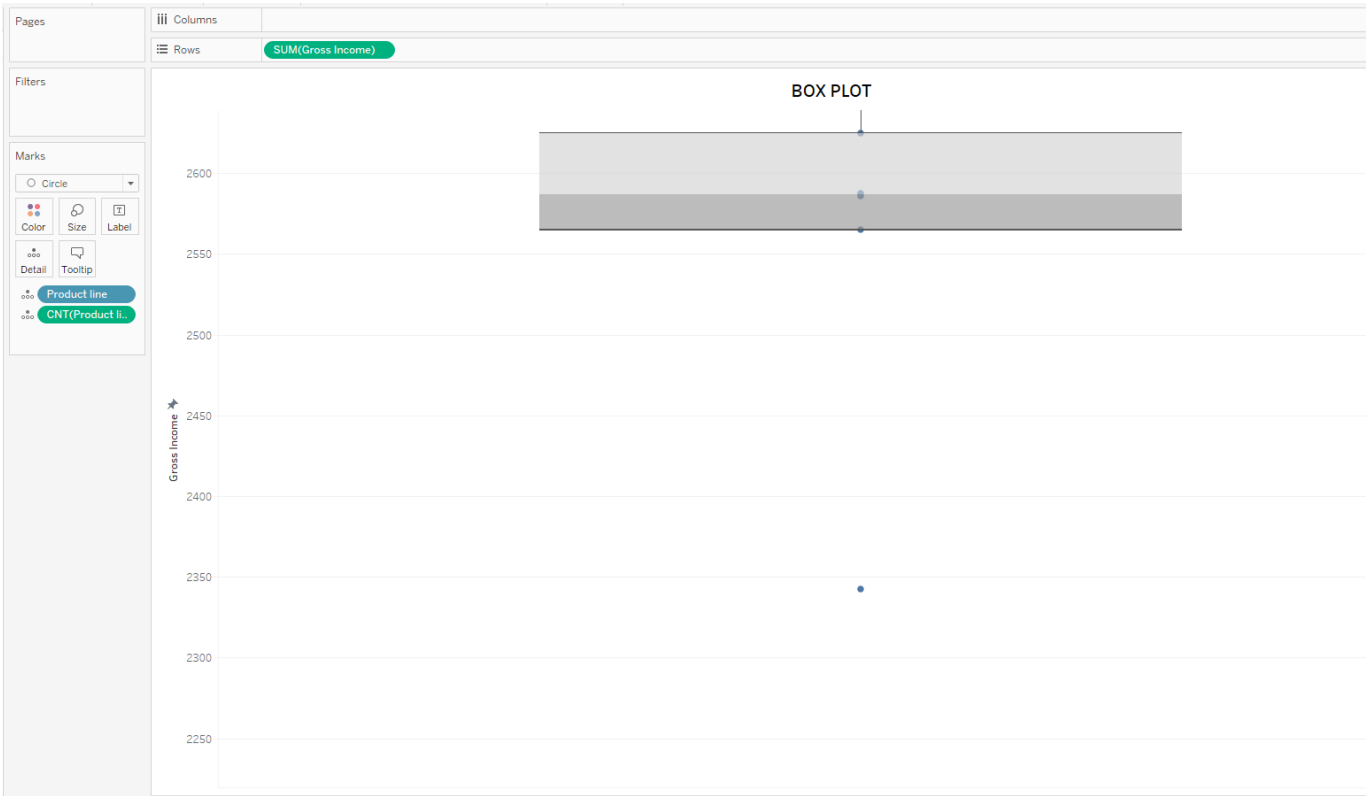 Pages
Columns
Rows
SUM(Gross Income)
Filters
Marks
Circle
Color
Size
Label
Detail
Tooltip
Product line
CNT(Product li..
BOX PLOT
2600
2550
2500
2450
2400
2350
2300
2250
Gross Income